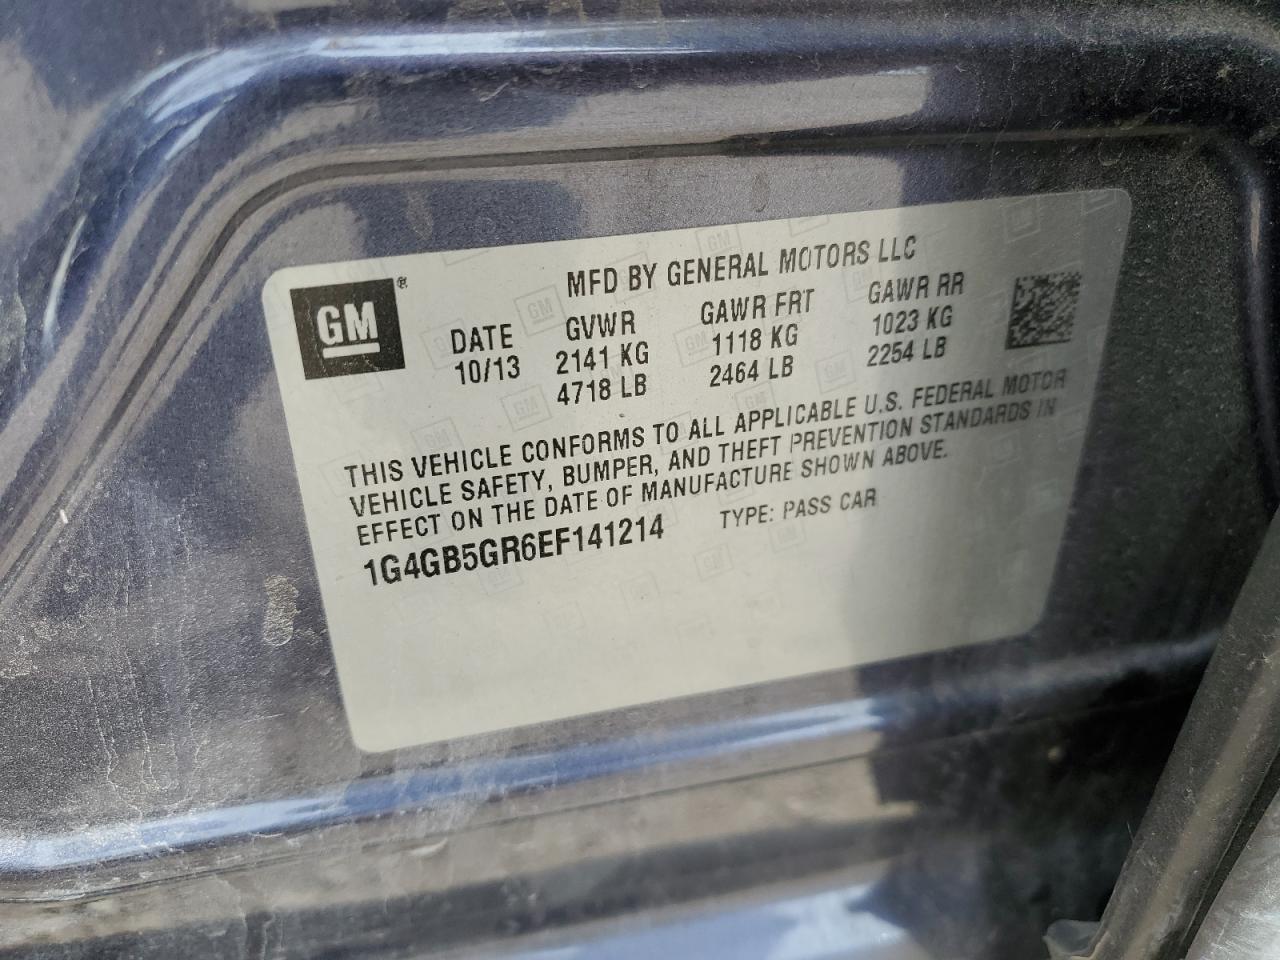 GM ®
MFD BY GENERAL MOTORS LLC
DATE GVWR GAWR FRT GAWR RR
10/13 2141 KG 1118 KG 1023 KG
4718 LB 2464 LB 2254 LB
THIS VEHICLE CONFORMS TO ALL APPLICABLE U.S. FEDERAL MOTOR
VEHICLE SAFETY, BUMPER, AND THEFT PREVENTION STANDARDS IN
EFFECT ON THE DATE OF MANUFACTURE SHOWN ABOVE.
1G4GB5GR6EF141214 TYPE: PASS CAR